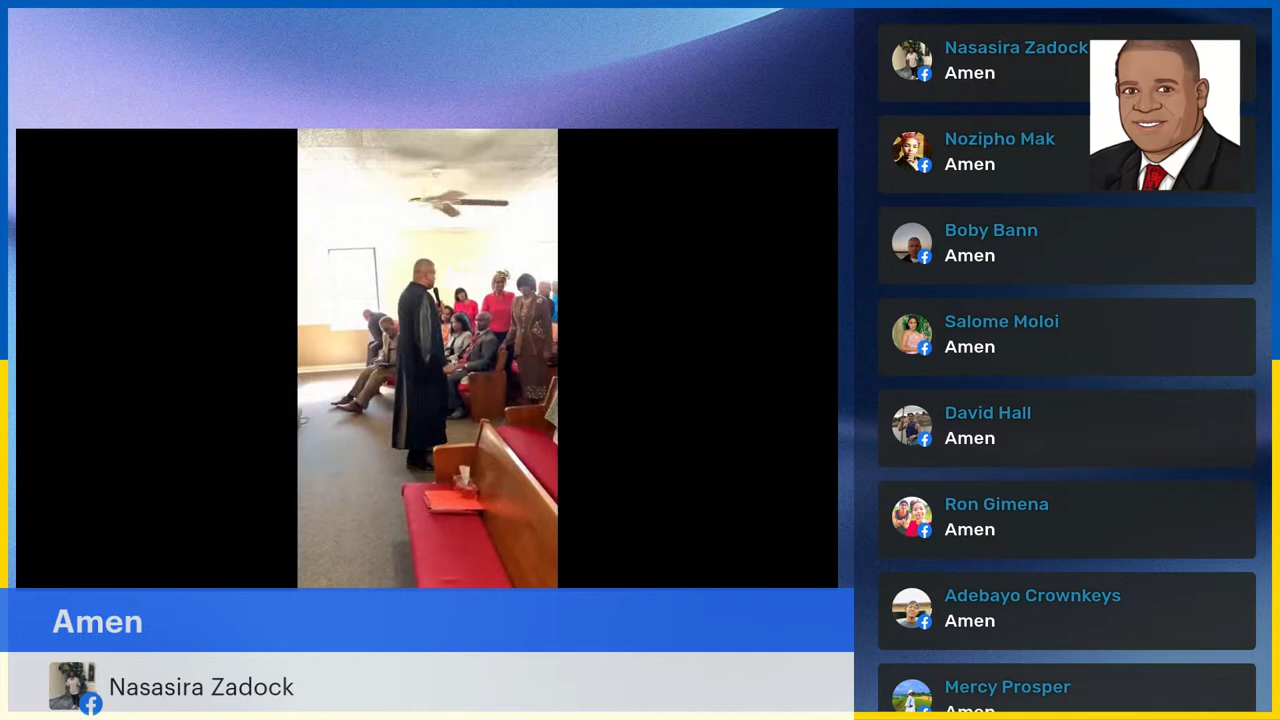 Nasasira Zadock
Amen
Nozipho Mak
Amen
Boby Bann
Amen
Salome Moloi
Amen
David Hall
Amen
Ron Gimena
Amen
Adebayo Crownkeys
Amen
Mercy Prosper
Amen
Amen
Nasasira Zadock